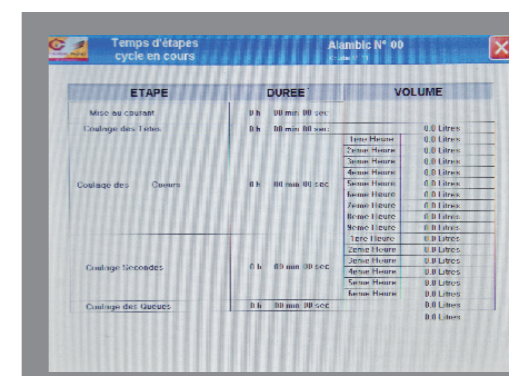 Temps d'étapes
cycle en cours
Alambic N° 00
ETAPE DUREE VOLUME
Mise au courant 0 h 00 min 00 sec
Coulage des Têtes 0 h 00 min 00 sec 0.0 Litres
1ere Heure 0.0 Litres
2eme Heure 0.0 Litres
3eme Heure 0.0 Litres
4eme Heure 0.0 Litres
Coulage des Coeurs 0 h 00 min 00 sec 5eme Heure 0.0 Litres
6eme Heure 0.0 Litres
7eme Heure 0.0 Litres
8eme Heure 0.0 Litres
9eme Heure 0.0 Litres
1ere Heure 0.0 Litres
2eme Heure 0.0 Litres
3eme Heure 0.0 Litres
Coulage Secondes 0 h 00 min 00 sec 4eme Heure 0.0 Litres
5eme Heure 0.0 Litres
6eme Heure 0.0 Litres
Coulage des Queues 0 h 00 min 00 sec 0.0 Litres
0.0 Litres